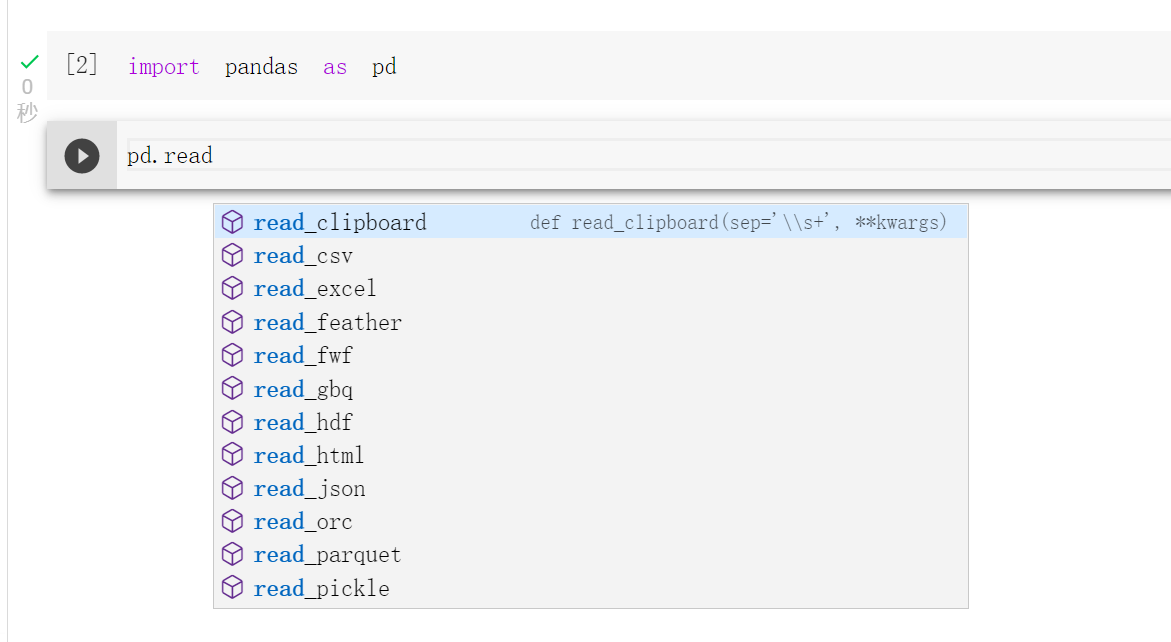 [2] import pandas as pd
0
秒
pd.read
read_clipboard def read_clipboard(sep='\\s+', **kwargs)
read_csv
read_excel
read_feather
read_fwf
read_gbq
read_hdf
read_html
read_json
read_orc
read_parquet
read_pickle